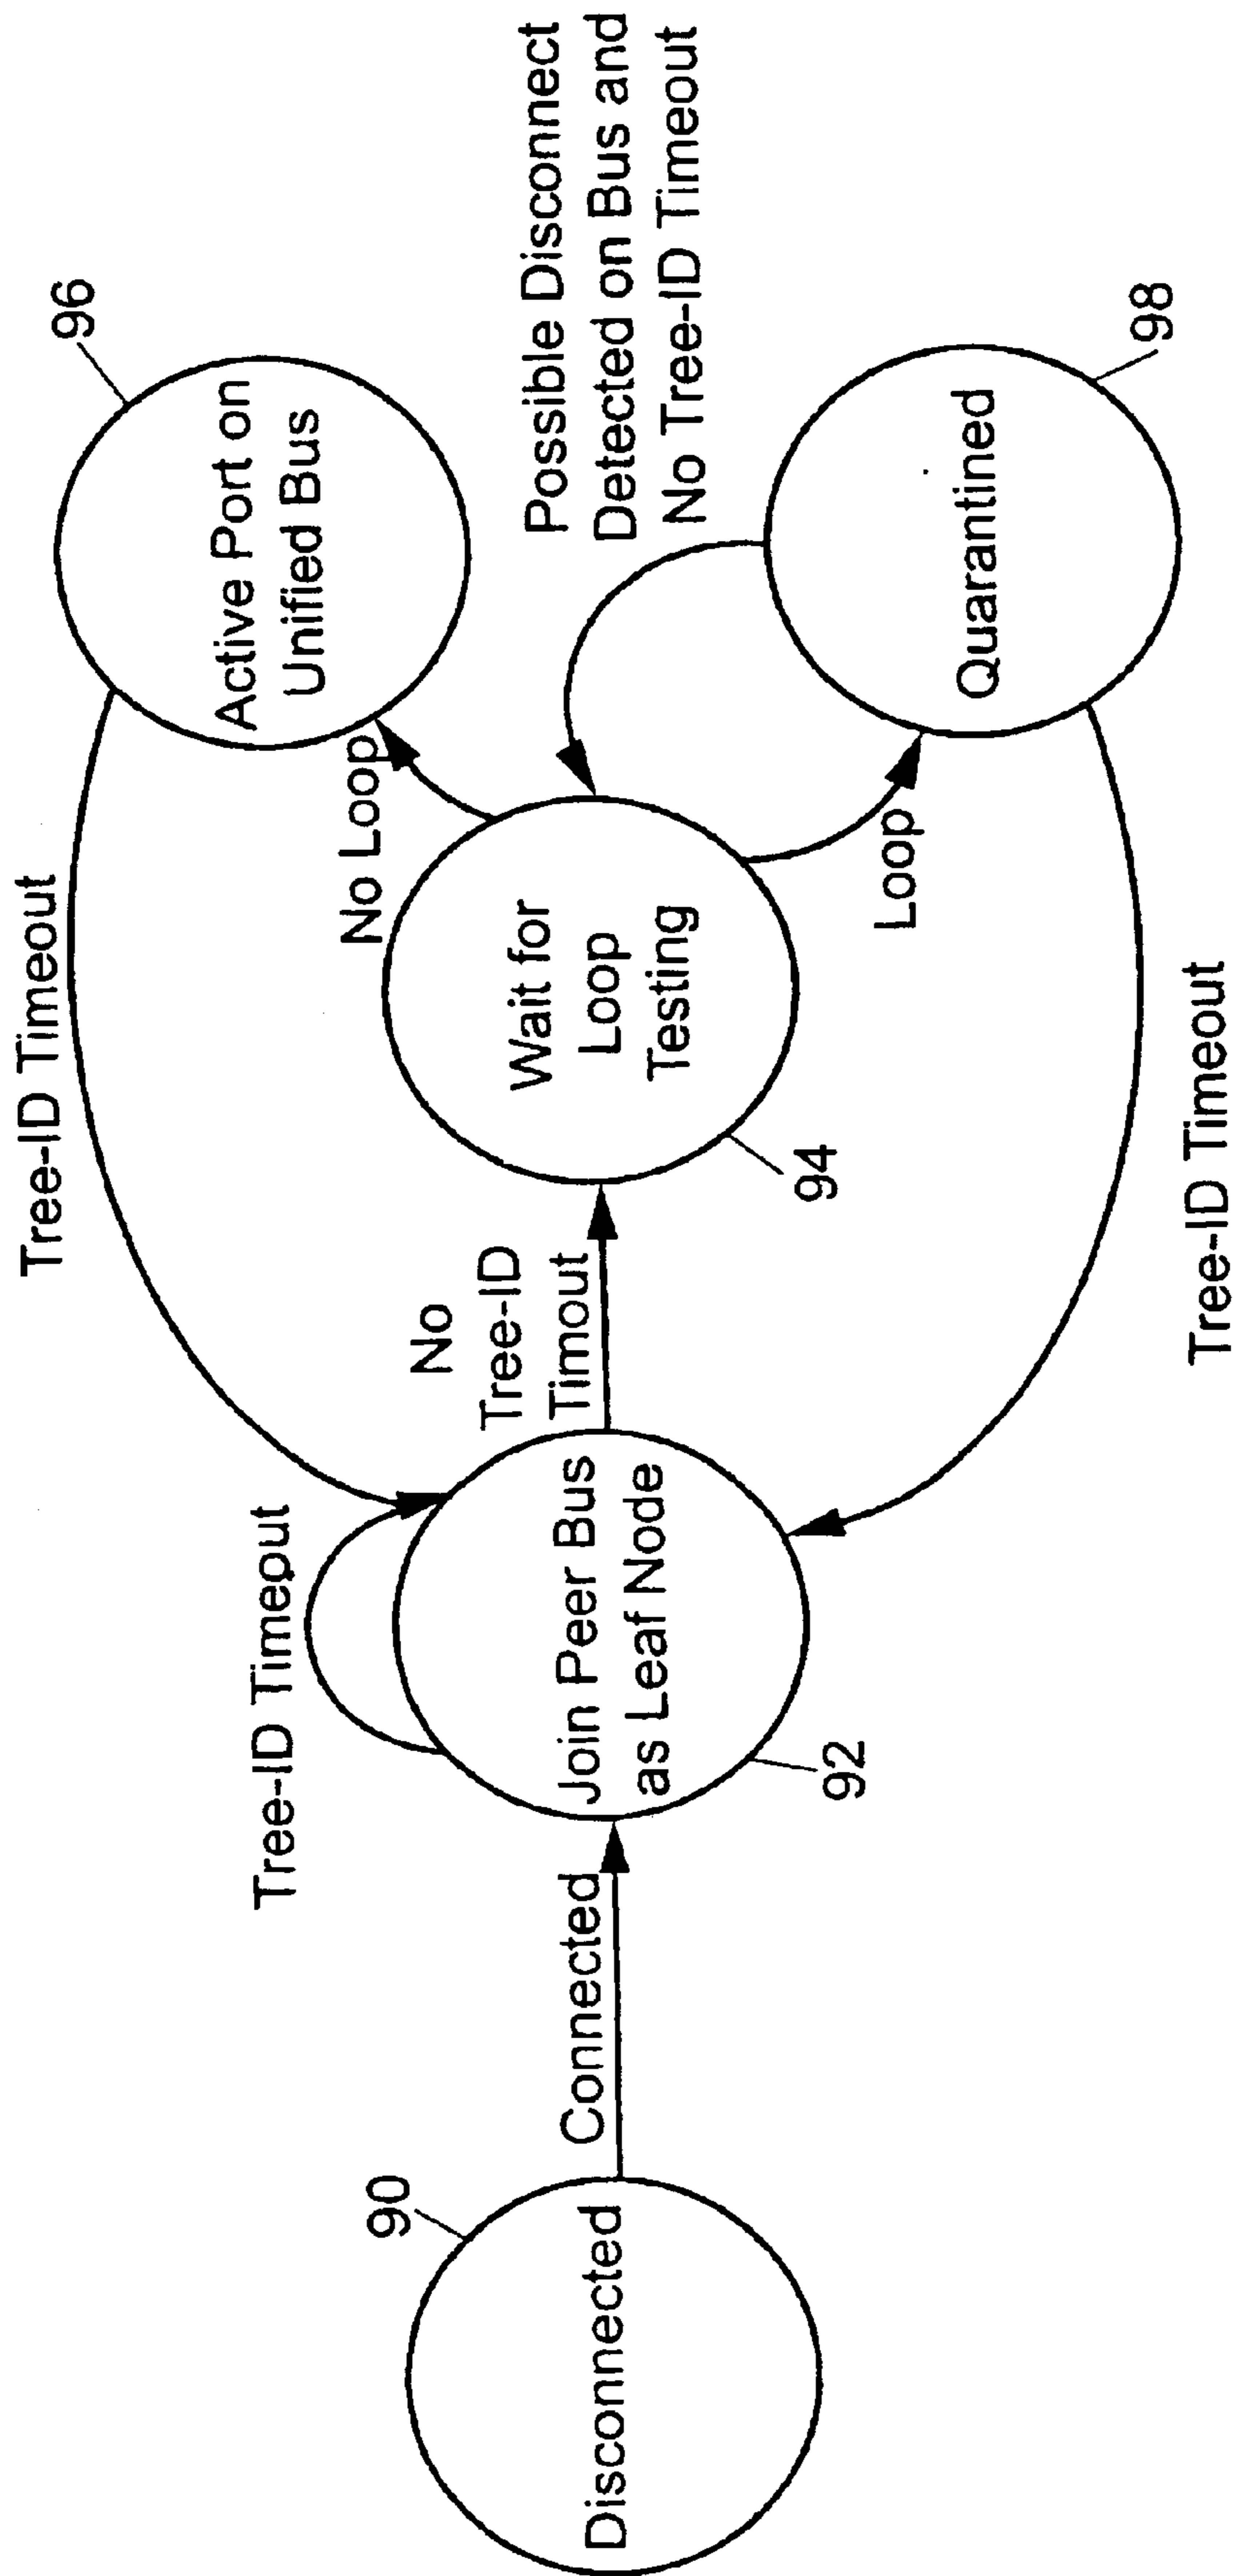 Disconnected
90
Connected
Join Peer Bus
as Leaf Node
92
Tree-ID Timeout
No
Tree-ID
Timout
Wait for
Loop
Testing
94
Tree-ID Timeout
No Loop
Active Port on
Unified Bus
96
Loop
Quarantined
98
Possible Disconnect
Detected on Bus and
No Tree-ID Timeout
Tree-ID Timeout